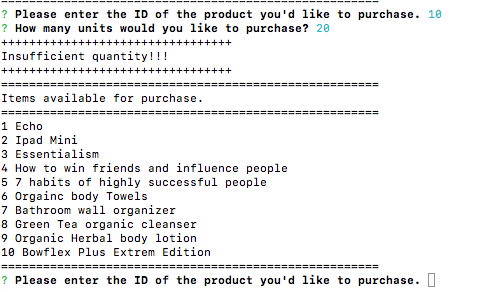 ======================================================
? Please enter the ID of the product you'd like to purchase. 10
? How many units would you like to purchase? 20
+++++++++++++++++++++++++++++++++
Insufficient quantity!!!
+++++++++++++++++++++++++++++++++
======================================================
Items available for purchase.
======================================================
1 Echo
2 Ipad Mini
3 Essentialism
4 How to win friends and influence people
5 7 habits of highly successful people
6 Orgainc body Towels
7 Bathroom wall organizer
8 Green Tea organic cleanser
9 Organic Herbal body lotion
10 Bowflex Plus Extrem Edition
======================================================
? Please enter the ID of the product you'd like to purchase.